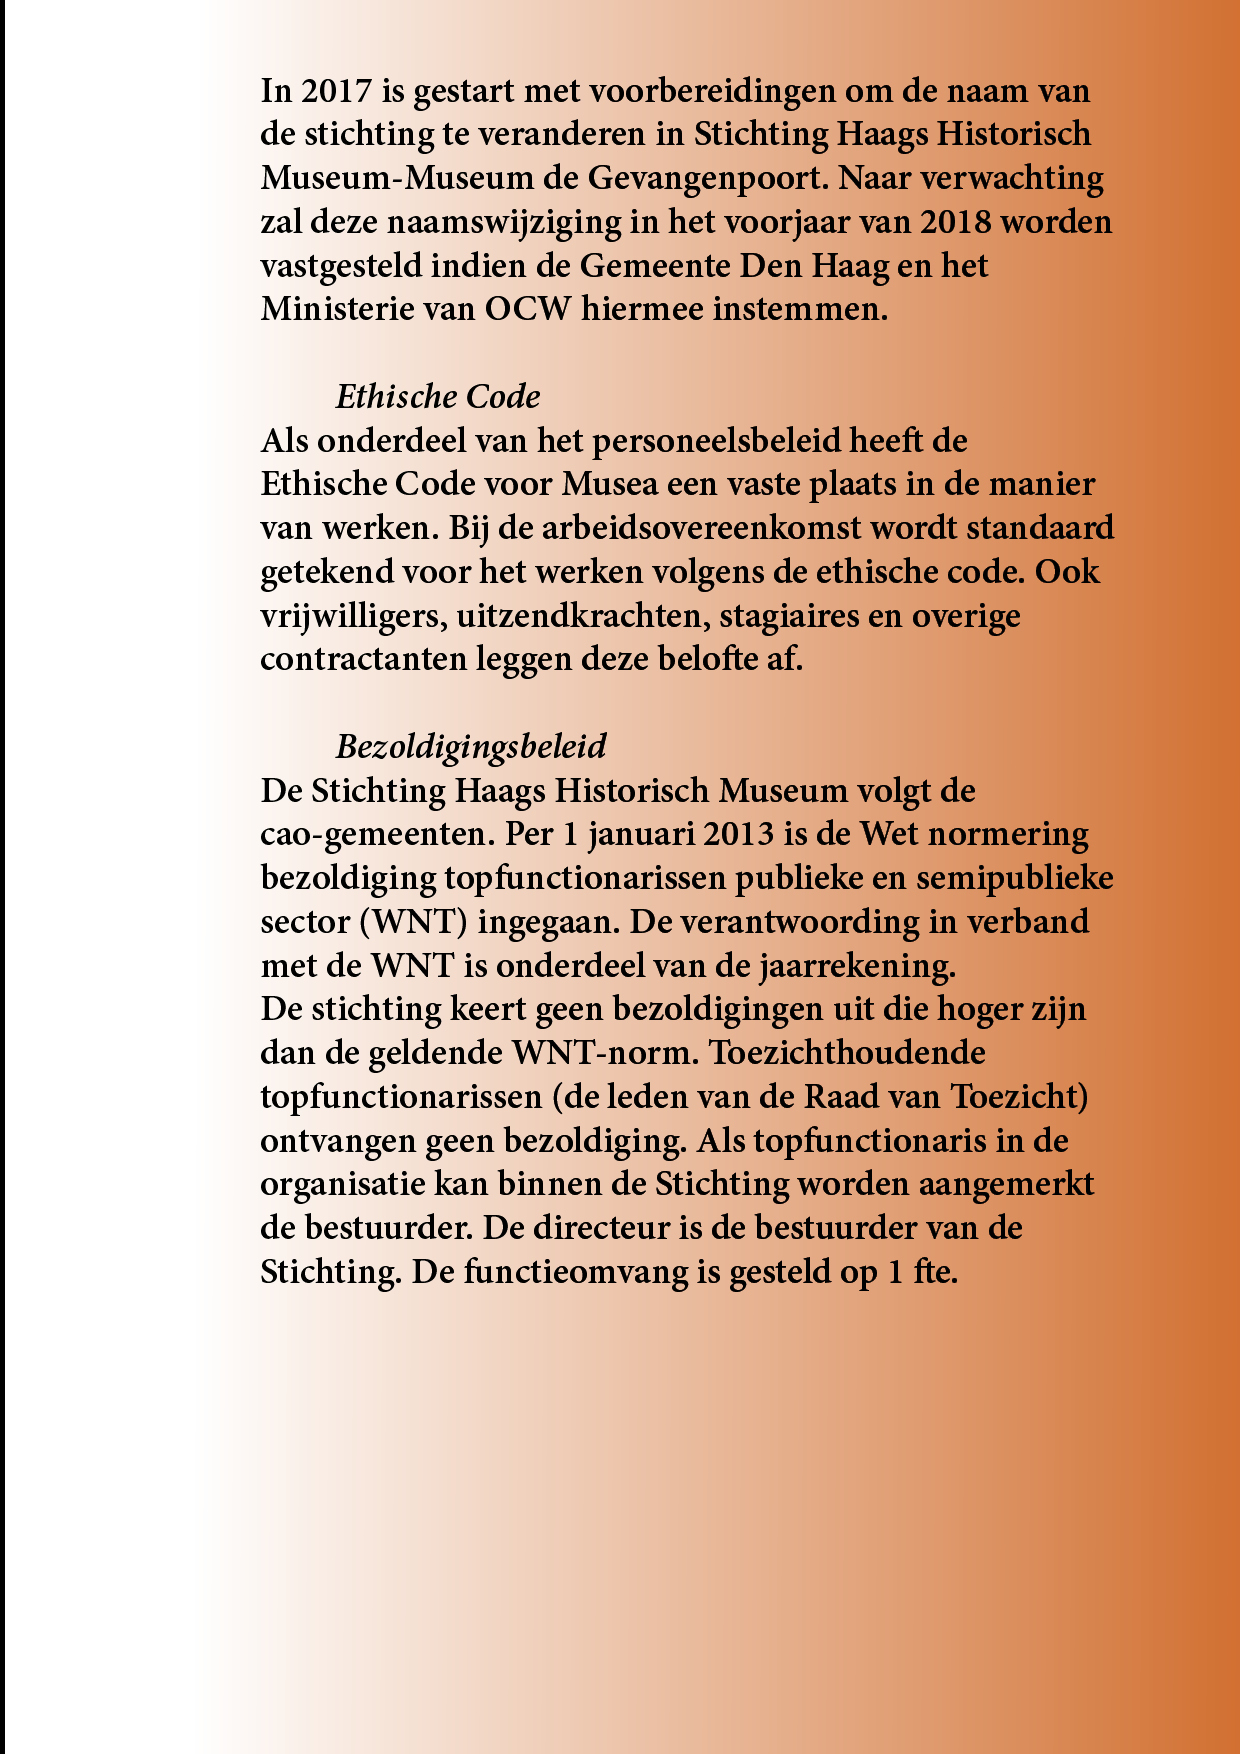 In 2017 is gestart met voorbereidingen om de naam van
de stichting te veranderen in Stichting Haags Historisch
Museum-Museum de Gevangenpoort. Naar verwachting
zal deze naamswijziging in het voorjaar van 2018 worden
vastgesteld indien de Gemeente Den Haag en het
Ministerie van OCW hiermee instemmen.
Ethische Code
Als onderdeel van het personeelsbeleid heeft de
Ethische Code voor Musea een vaste plaats in de manier
van werken. Bij de arbeidsovereenkomst wordt standaard
getekend voor het werken volgens de ethische code. Ook
vrijwilligers, uitzendkrachten, stagiaires en overige
contractanten leggen deze belofte af.
Bezoldigingsbeleid
De Stichting Haags Historisch Museum volgt de
cao-gemeenten. Per 1 januari 2013 is de Wet normering
bezoldiging topfunctionarissen publieke en semipublieke
sector (WNT) ingegaan. De verantwoording in verband
met de WNT is onderdeel van de jaarrekening.
De stichting keert geen bezoldigingen uit die hoger zijn
dan de geldende WNT-norm. Toezichthoudende
topfunctionarissen (de leden van de Raad van Toezicht)
ontvangen geen bezoldiging. Als topfunctionaris in de
organisatie kan binnen de Stichting worden aangemerkt
de bestuurder. De directeur is de bestuurder van de
Stichting. De functieomvang is gesteld op 1 fte.